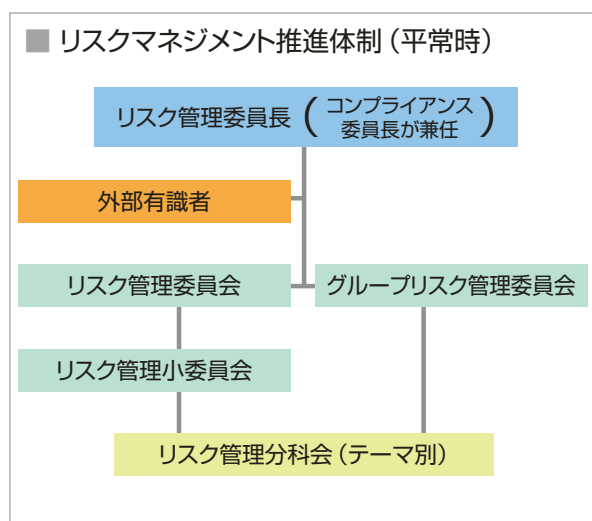 ■ リスクマネジメント推進体制（平常時）
リスク管理委員長（コンプライアンス
委員長が兼任）
外部有識者
リスク管理委員会
グループリスク管理委員会
リスク管理小委員会
リスク管理分科会（テーマ別）